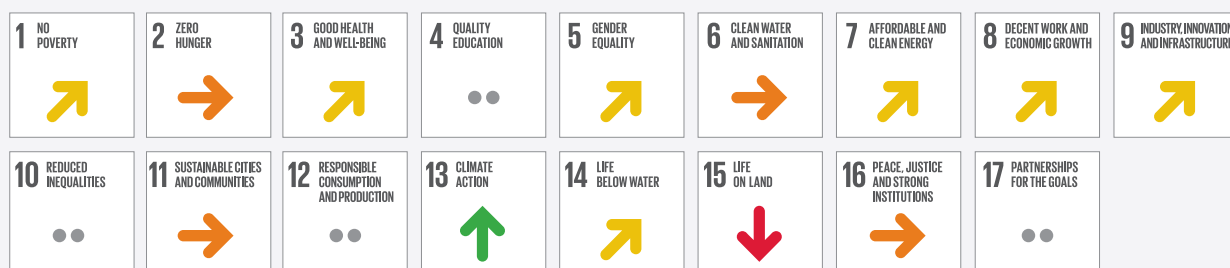 1 NO
POVERTY
2 ZERO
HUNGER
3 GOOD HEALTH
AND WELL-BEING
4 QUALITY
EDUCATION
5 GENDER
EQUALITY
6 CLEAN WATER
AND SANITATION
7 AFFORDABLE AND
CLEAN ENERGY
8 DECENT WORK AND
ECONOMIC GROWTH
9 INDUSTRY, INNOVATION
AND INFRASTRUCTURE
10 REDUCED
INEQUALITIES
11 SUSTAINABLE CITIES
AND COMMUNITIES
12 RESPONSIBLE
CONSUMPTION
AND PRODUCTION
13 CLIMATE
ACTION
14 LIFE
BELOW WATER
15 LIFE
ON LAND
16 PEACE, JUSTICE
AND STRONG
INSTITUTIONS
17 PARTNERSHIPS
FOR THE GOALS